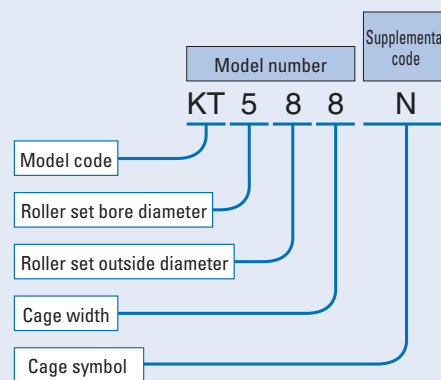 Supplementa
code
Model number
KT 5 8 8 N
Model code
Roller set bore diameter
Roller set outside diameter
Cage width
Cage symbol